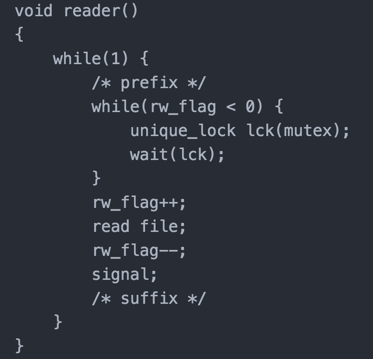 void reader()
{
    while(1) {
        /* prefix */
        while(rw_flag < 0) {
            unique_lock lck(mutex);
            wait(lck);
        }
        rw_flag++;
        read file;
        rw_flag--;
        signal;
        /* suffix */
    }
}